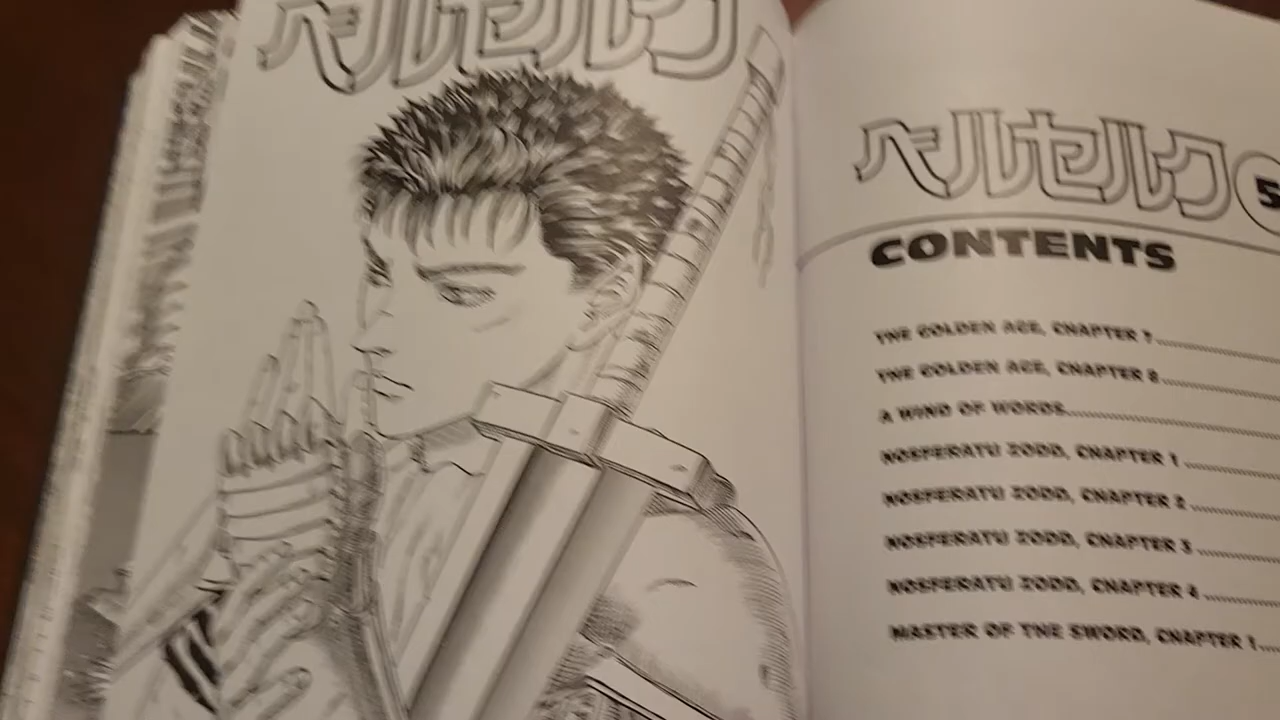 ベルセルク
ベルセルク 5
CONTENTS
THE GOLDEN AGE, CHAPTER 7
THE GOLDEN AGE, CHAPTER 8
A WIND OF WORDS
NOSFERATU ZODD, CHAPTER 1
NOSFERATU ZODD, CHAPTER 2
NOSFERATU ZODD, CHAPTER 3
NOSFERATU ZODD, CHAPTER 4
MASTER OF THE SWORD, CHAPTER 1